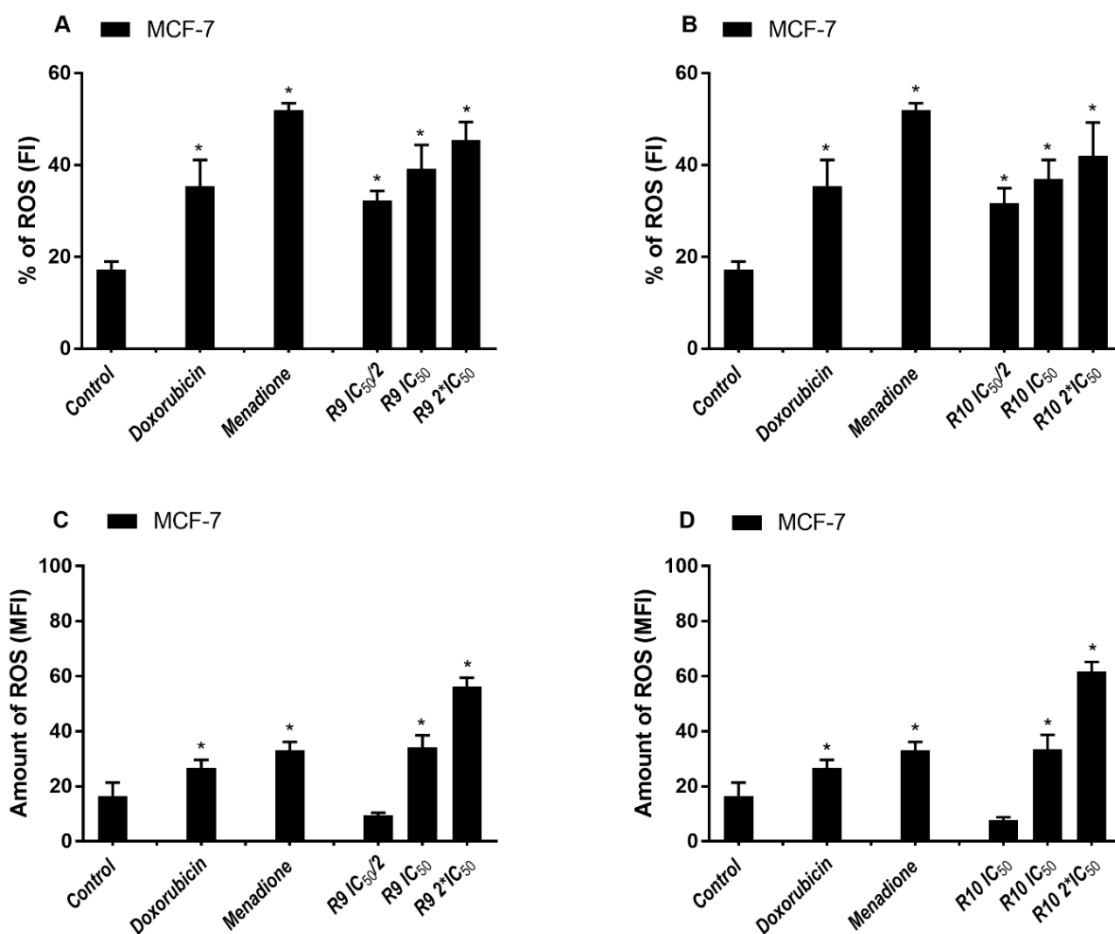 A MCF-7
% of ROS (FI)
60
40
20
0
* * * * *
Control
Doxorubicin
Menadione
R9 IC₅₀/2
R9 IC₅₀
R9 2*IC₅₀
B MCF-7
% of ROS (FI)
60
40
20
0
* * * * *
Control
Doxorubicin
Menadione
R10 IC₅₀/2
R10 IC₅₀
R10 2*IC₅₀
C MCF-7
Amount of ROS (MFI)
100
80
60
40
20
0
* * * *
Control
Doxorubicin
Menadione
R9 IC₅₀/2
R9 IC₅₀
R9 2*IC₅₀
D MCF-7
Amount of ROS (MFI)
100
80
60
40
20
0
* * * *
Control
Doxorubicin
Menadione
R10 IC₅₀
R10 IC₅₀
R10 2*IC₅₀